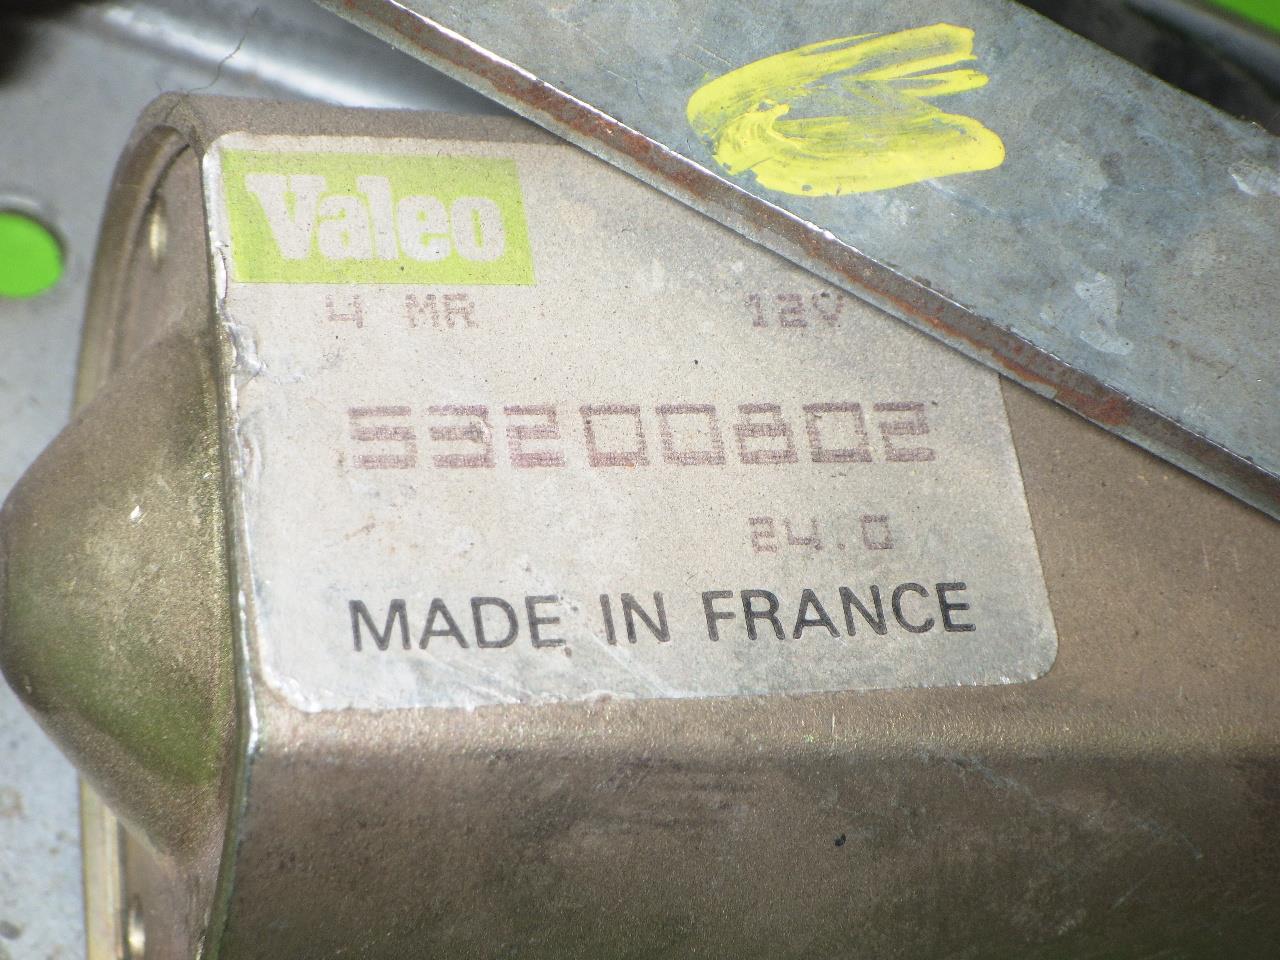 Valeo
4 MR 12V
53200802
24.0
MADE IN FRANCE